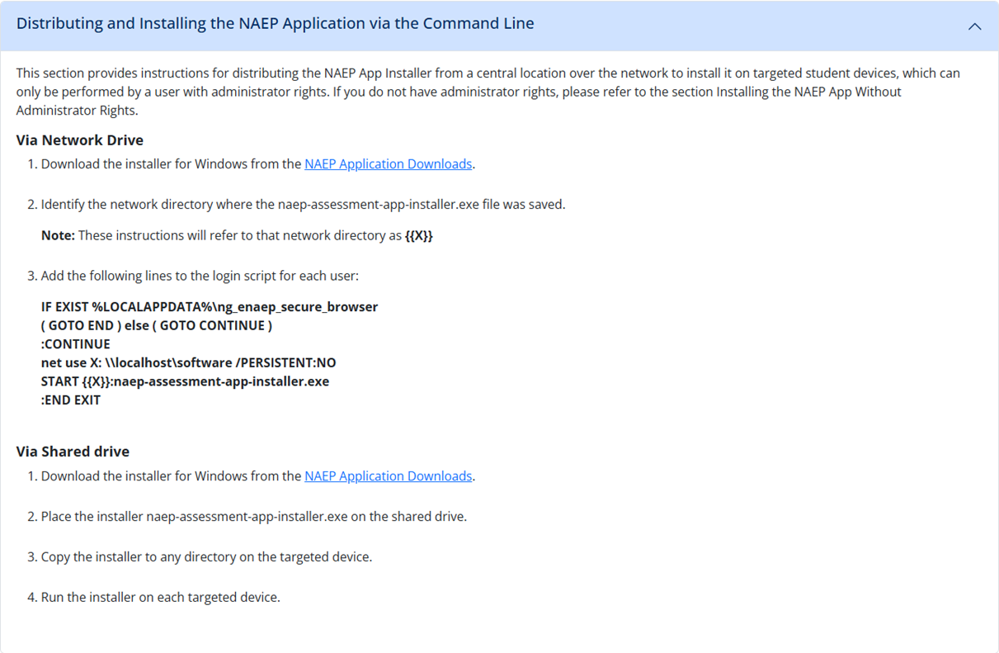 Distributing and Installing the NAEP Application via the Command Line
This section provides instructions for distributing the NAEP App Installer from a central location over the network to install it on targeted student devices, which can
only be performed by a user with administrator rights. If you do not have administrator rights, please refer to the section Installing the NAEP App Without
Administrator Rights.
Via Network Drive
1. Download the installer for Windows from the NAEP Application Downloads.
2. Identify the network directory where the naep-assessment-app-installer.exe file was saved.
Note: These instructions will refer to that network directory as {{X}}
3. Add the following lines to the login script for each user:
IF EXIST %LOCALAPPDATA%\ng_enaep_secure_browser
( GOTO END ) else ( GOTO CONTINUE )
:CONTINUE
net use X: \\localhost\software /PERSISTENT:NO
START {{X}}:naep-assessment-app-installer.exe
:END EXIT
Via Shared drive
1. Download the installer for Windows from the NAEP Application Downloads.
2. Place the installer naep-assessment-app-installer.exe on the shared drive.
3. Copy the installer to any directory on the targeted device.
4. Run the installer on each targeted device.